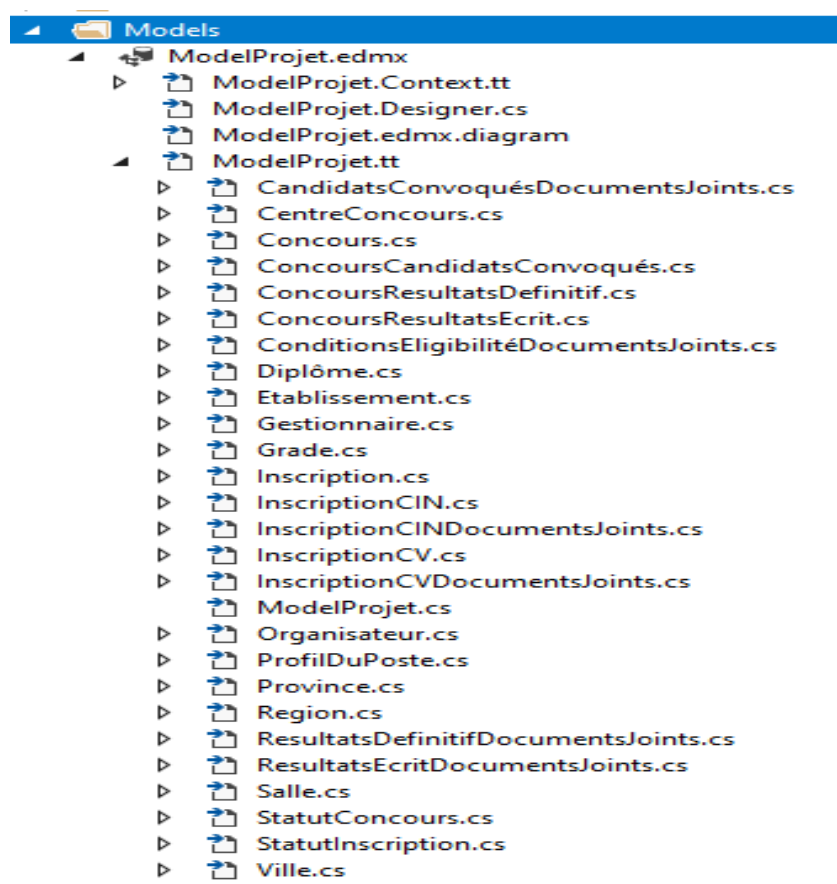 Models
ModelProjet.edmx
ModelProjet.Context.tt
ModelProjet.Designer.cs
ModelProjet.edmx.diagram
ModelProjet.tt
CandidatsConvoquésDocumentsJoints.cs
CentreConcours.cs
Concours.cs
ConcoursCandidatsConvoqués.cs
ConcoursResultatsDefinitif.cs
ConcoursResultatsEcrit.cs
ConditionsEligibilitéDocumentsJoints.cs
Diplôme.cs
Etablissement.cs
Gestionnaire.cs
Grade.cs
Inscription.cs
InscriptionCIN.cs
InscriptionCINDocumentsJoints.cs
InscriptionCV.cs
InscriptionCVDocumentsJoints.cs
ModelProjet.cs
Organisateur.cs
ProfilDuPoste.cs
Province.cs
Region.cs
ResultatsDefinitifDocumentsJoints.cs
ResultatsEcritDocumentsJoints.cs
Salle.cs
StatutConcours.cs
StatutInscription.cs
Ville.cs